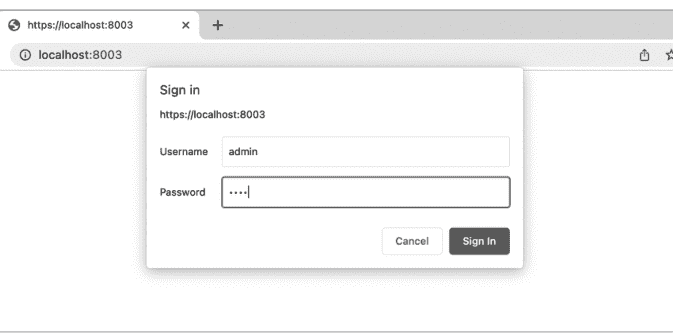 https://localhost:8003
localhost:8003
Sign in
https://localhost:8003
Username admin
Password ····
Cancel Sign In